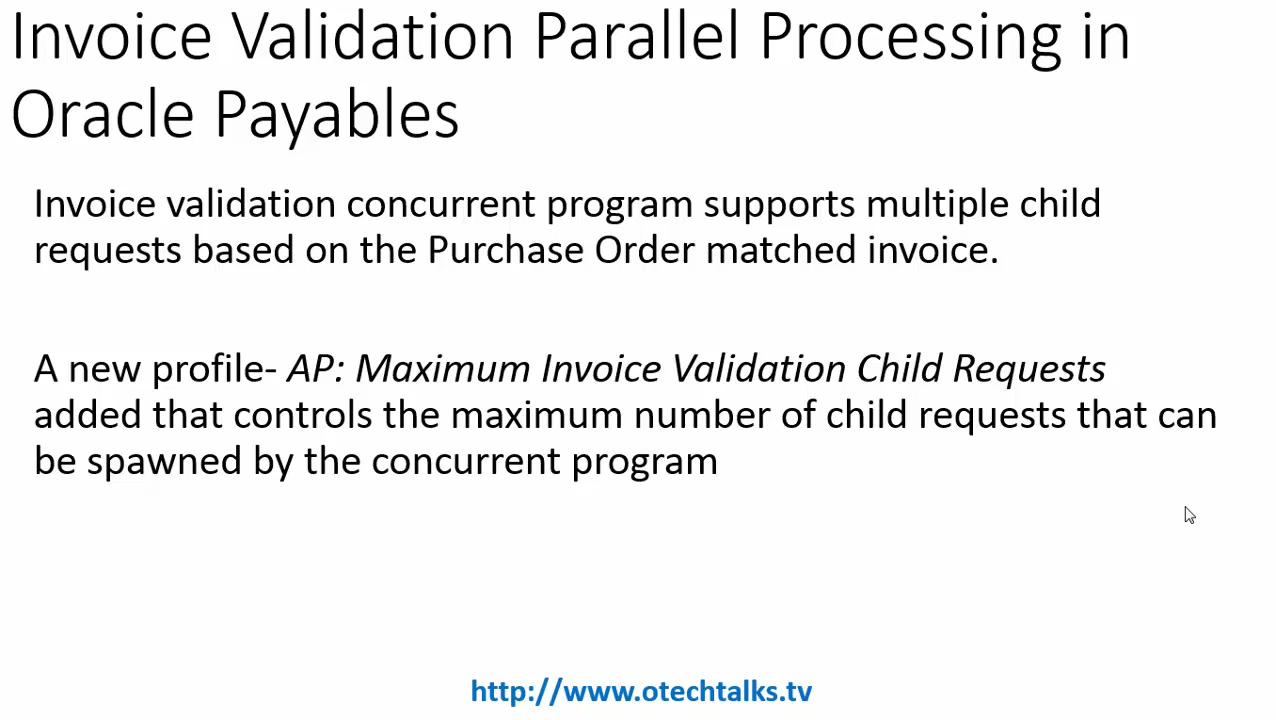 Invoice Validation Parallel Processing in
Oracle Payables
Invoice validation concurrent program supports multiple child
requests based on the Purchase Order matched invoice.
A new profile- AP: Maximum Invoice Validation Child Requests
added that controls the maximum number of child requests that can
be spawned by the concurrent program
http://www.otechtalks.tv